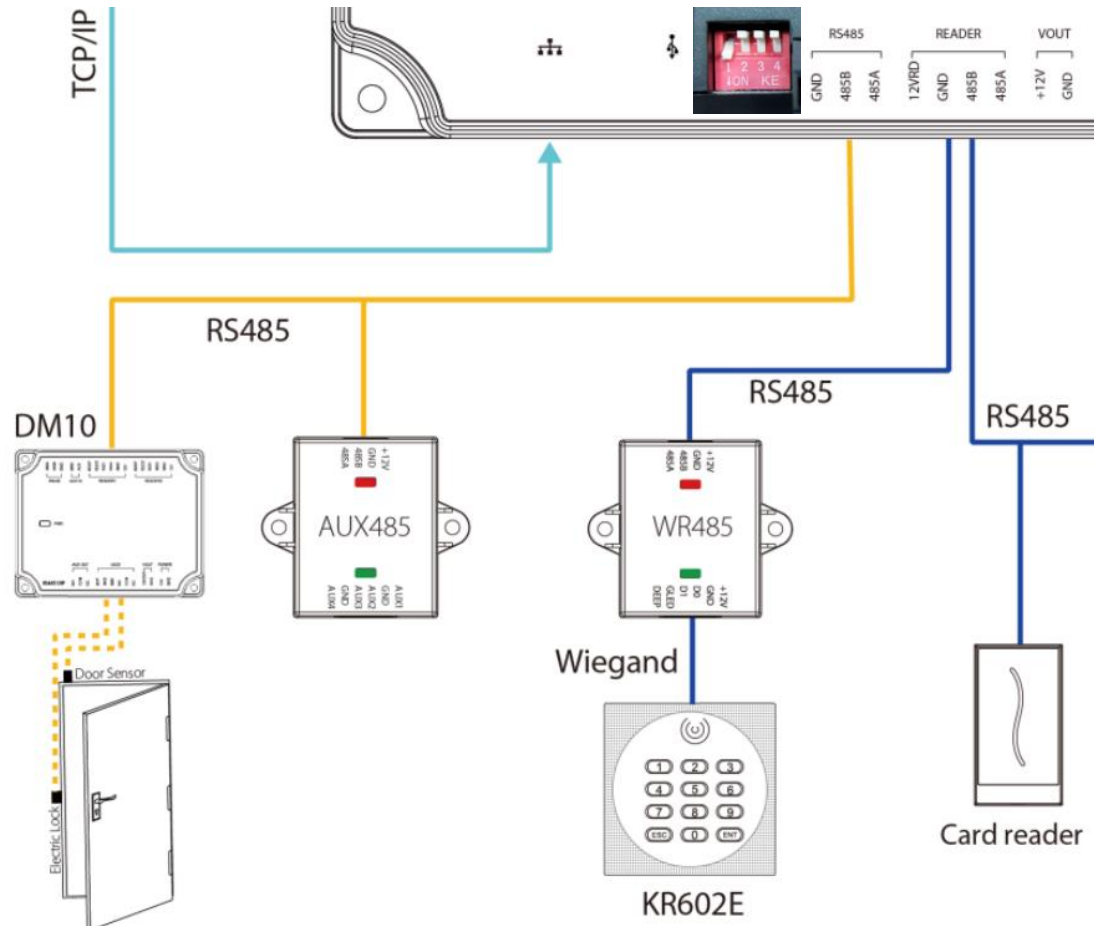 TCP/IP
1 2 3 4
↓ON KE
RS485
GND
485B
485A
READER
12VRD
GND
485B
485A
VOUT
+12V
GND
RS485
RS485
RS485
DM10
+12V
GND
485B
485A
AUX485
AUX1
GND
AUX2
AUX3
GND
AUX4
+12V
GND
485B
485A
WR485
+12V
GND
D0
D1
GLED
DEEP
Door Sensor
Electric Lock
Wiegand
1 2 3
4 5 6
7 8 9
ESC 0 ENT
KR602E
Card reader